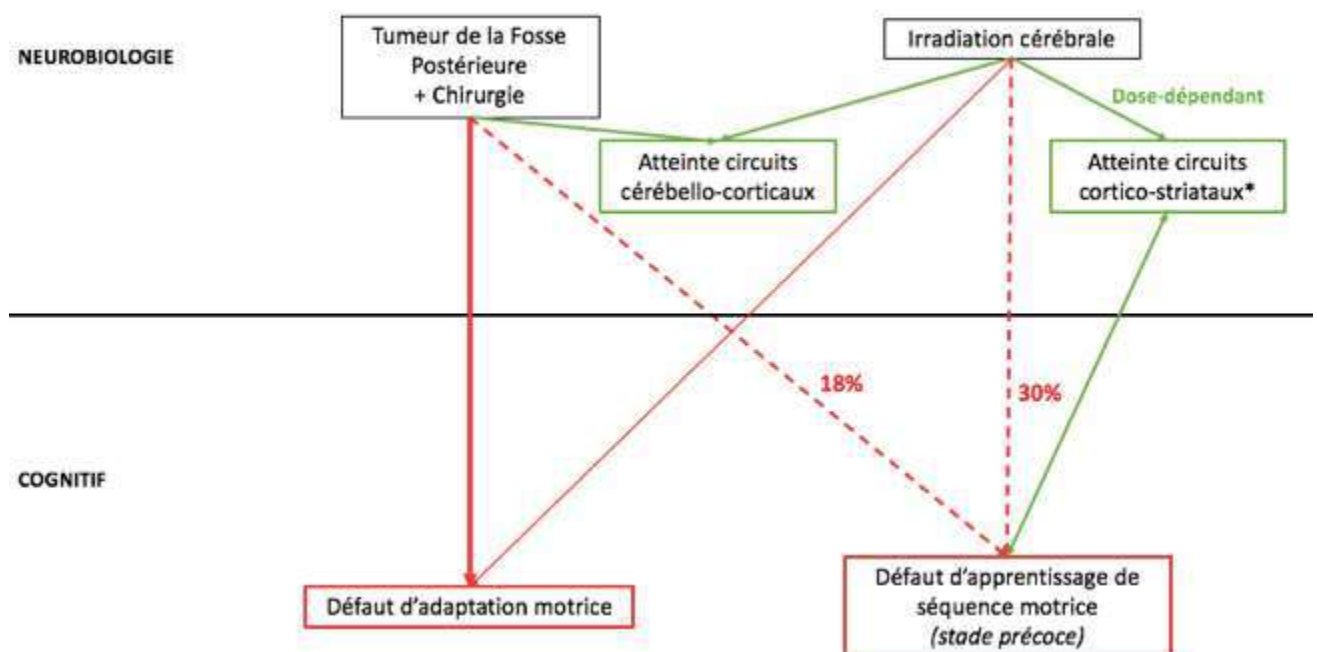 NEUROBIOLOGIE
Tumeur de la Fosse
Postérieure
+ Chirurgie
Irradiation cérébrale
Dose-dépendant
Atteinte circuits
cérébello-corticaux
Atteinte circuits
cortico-striataux*
18%
30%
COGNITIF
Défaut d'adaptation motrice
Défaut d'apprentissage de
séquence motrice
(stade précoce)